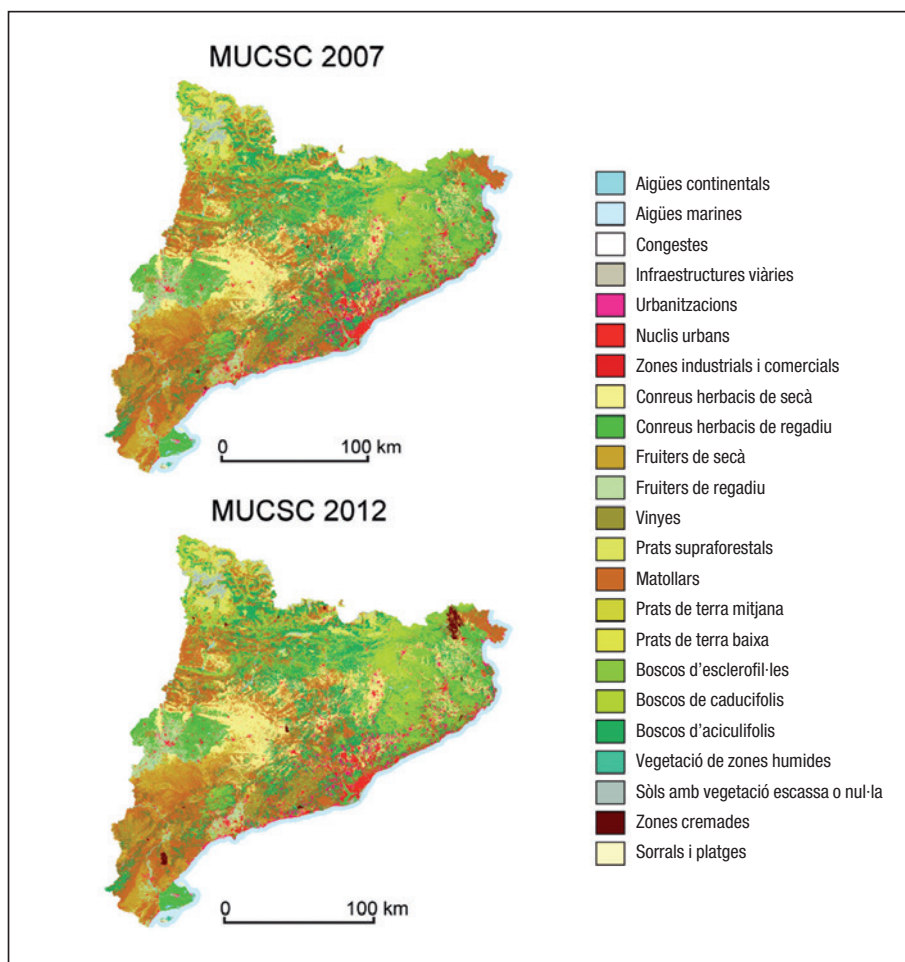 MUCSC 2007
0 100 km
MUCSC 2012
0 100 km
Aigües continentals
Aigües marines
Congestes
Infraestructures viàries
Urbanitzacions
Nuclis urbans
Zones industrials i comercials
Conreus herbacis de secà
Conreus herbacis de regadiu
Fruiters de secà
Fruiters de regadiu
Vinyes
Prats supraforestals
Matollars
Prats de terra mitjana
Prats de terra baixa
Boscos d'esclerofil·les
Boscos de caducifolis
Boscos d'aciculifolis
Vegetació de zones humides
Sòls amb vegetació escassa o nul·la
Zones cremades
Sorrals i platges